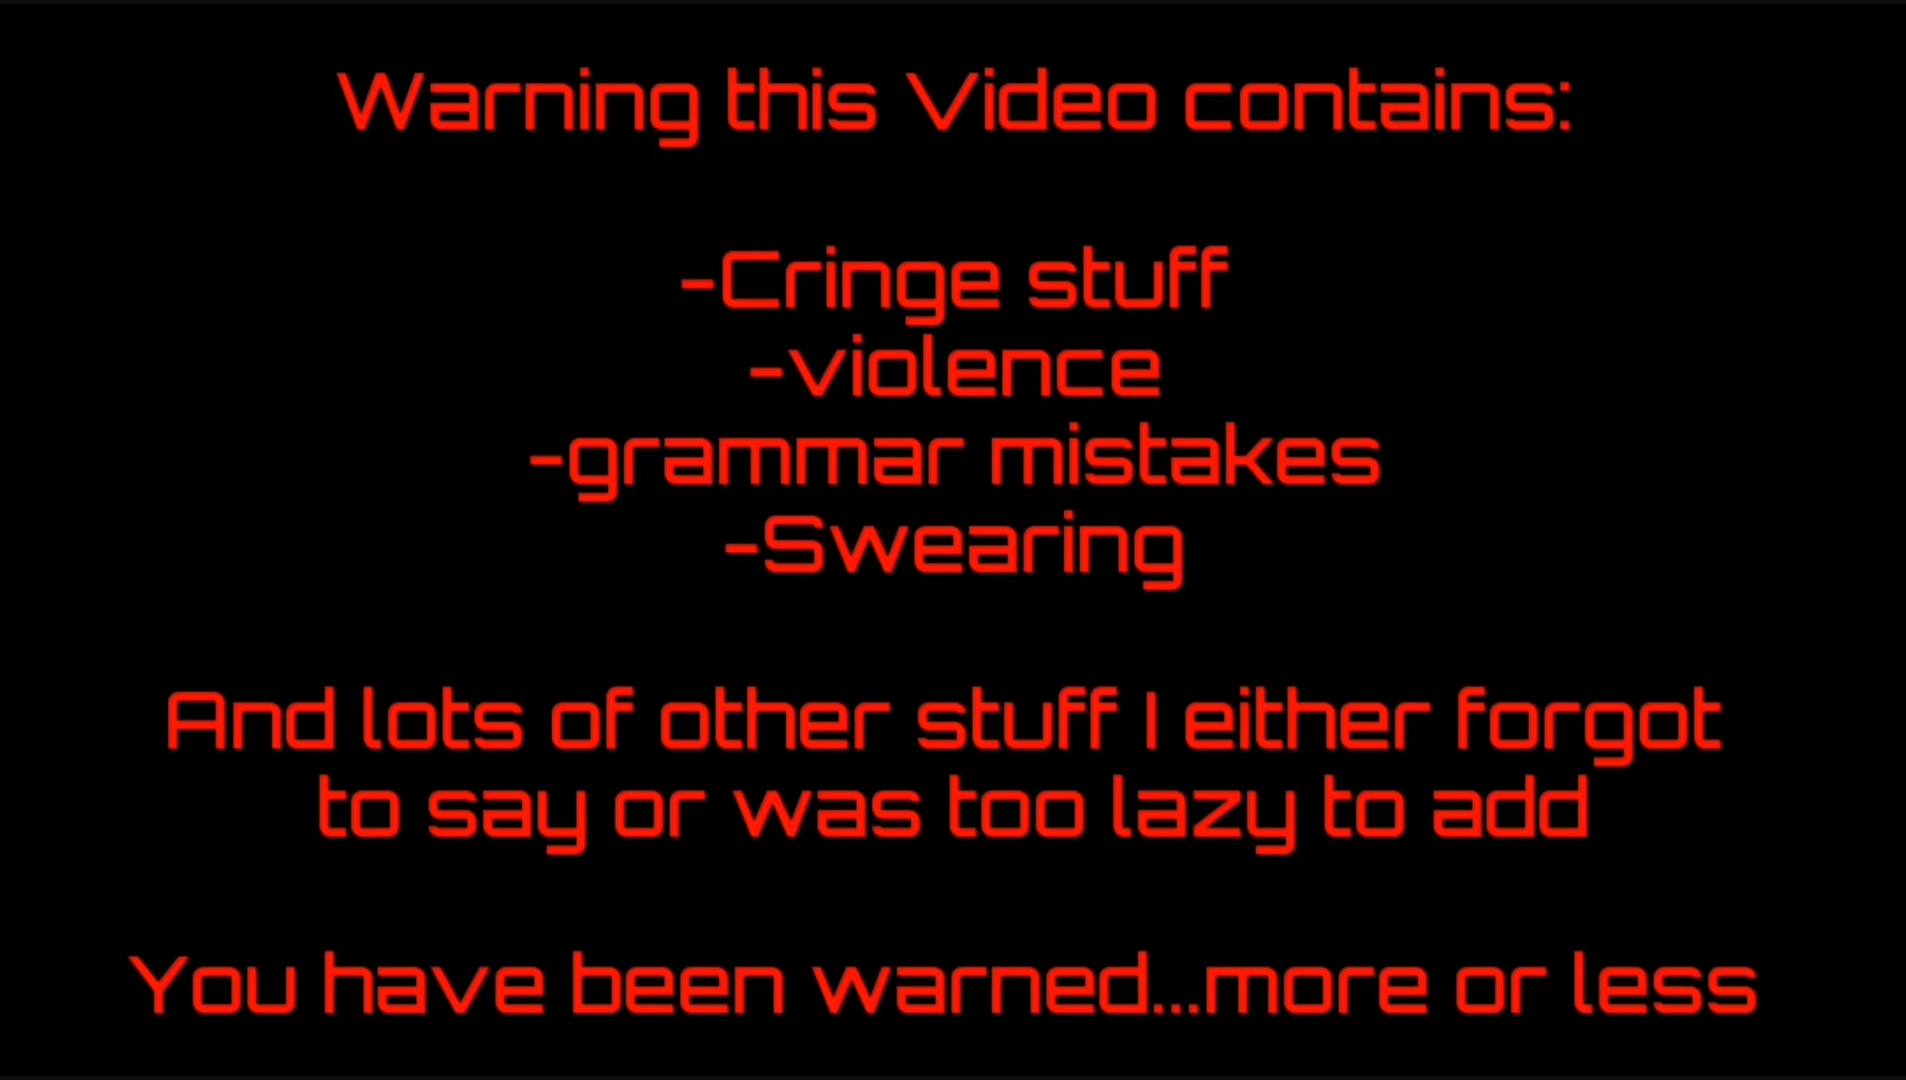 Warning this Video contains:
-Cringe stuff
-violence
-grammar mistakes
-Swearing
And lots of other stuff I either forgot
to say or was too lazy to add
You have been warned...more or less